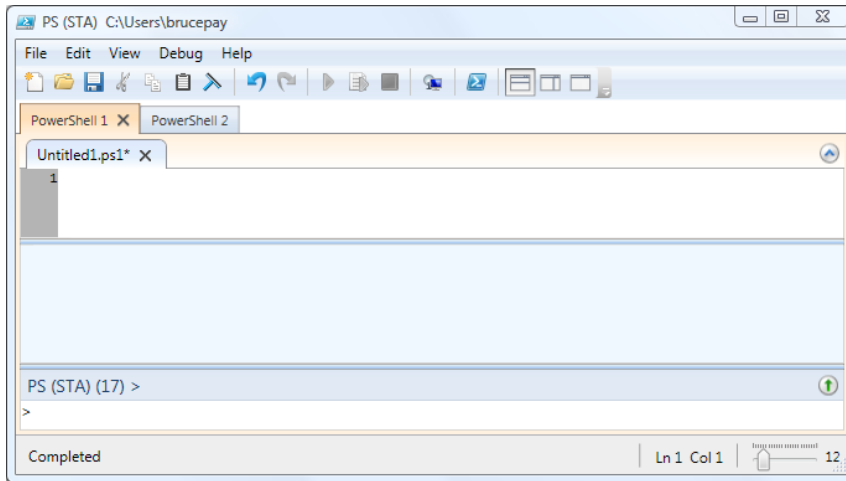 PS (STA) C:\Users\brucepay
File Edit View Debug Help
PowerShell 1 PowerShell 2
Untitled1.ps1*
1
PS (STA) (17) >
>
Completed Ln 1 Col 1 12